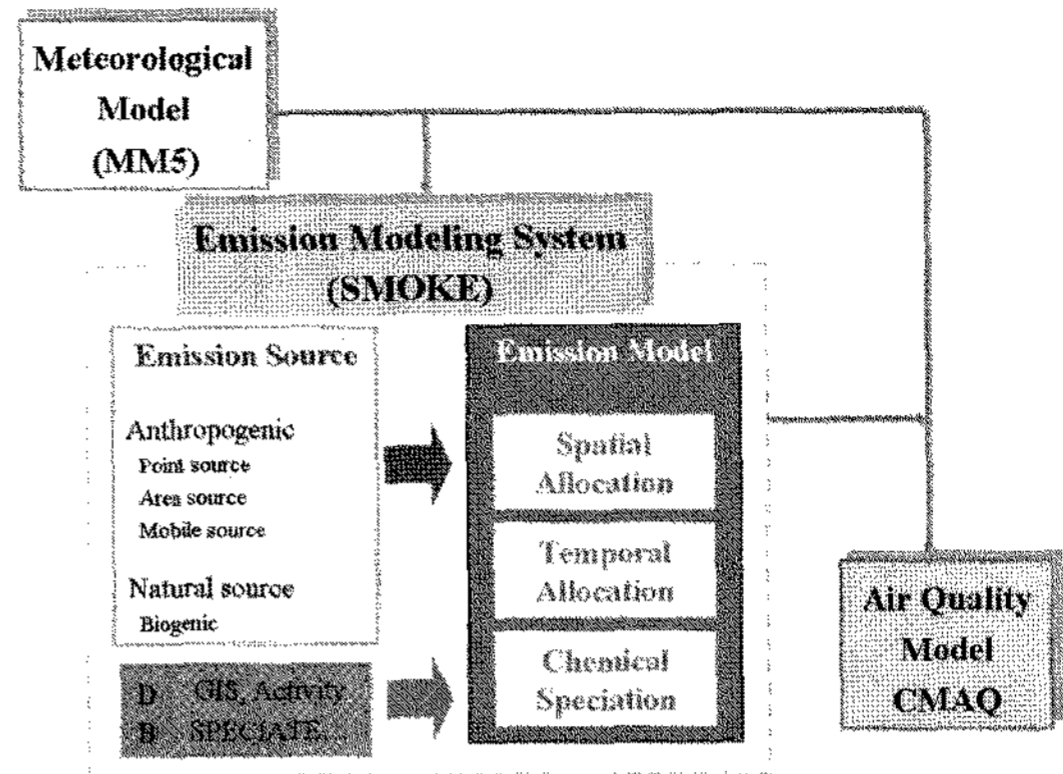 Meteorological
Model
(MM5)
Emission Modeling System
(SMOKE)
Emission Source
Anthropogenic
Point source
Area source
Mobile source
Natural source
Biogenic
D GIS, Activity
B SPECIATE...
Emission Model
Spatial
Allocation
Temporal
Allocation
Chemical
Speciation
Air Quality
Model
CMAQ